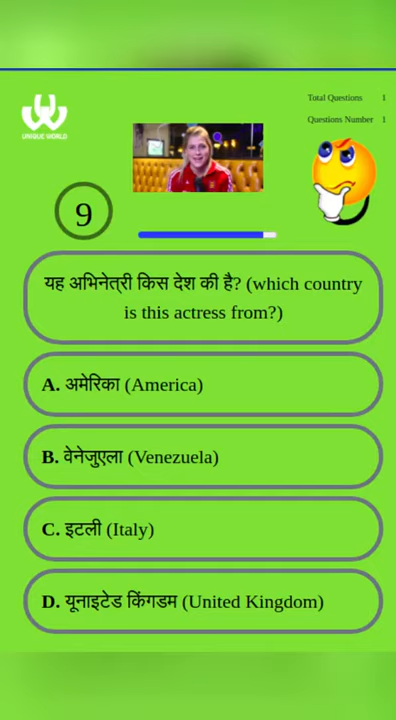 Total Questions 1
Questions Number 1
UNIQUE WORLD
9
यह अभिनेत्री किस देश की है? (which country
is this actress from?)
A. अमेरिका (America)
B. वेनेजुएला (Venezuela)
C. इटली (Italy)
D. यूनाइटेड किंगडम (United Kingdom)